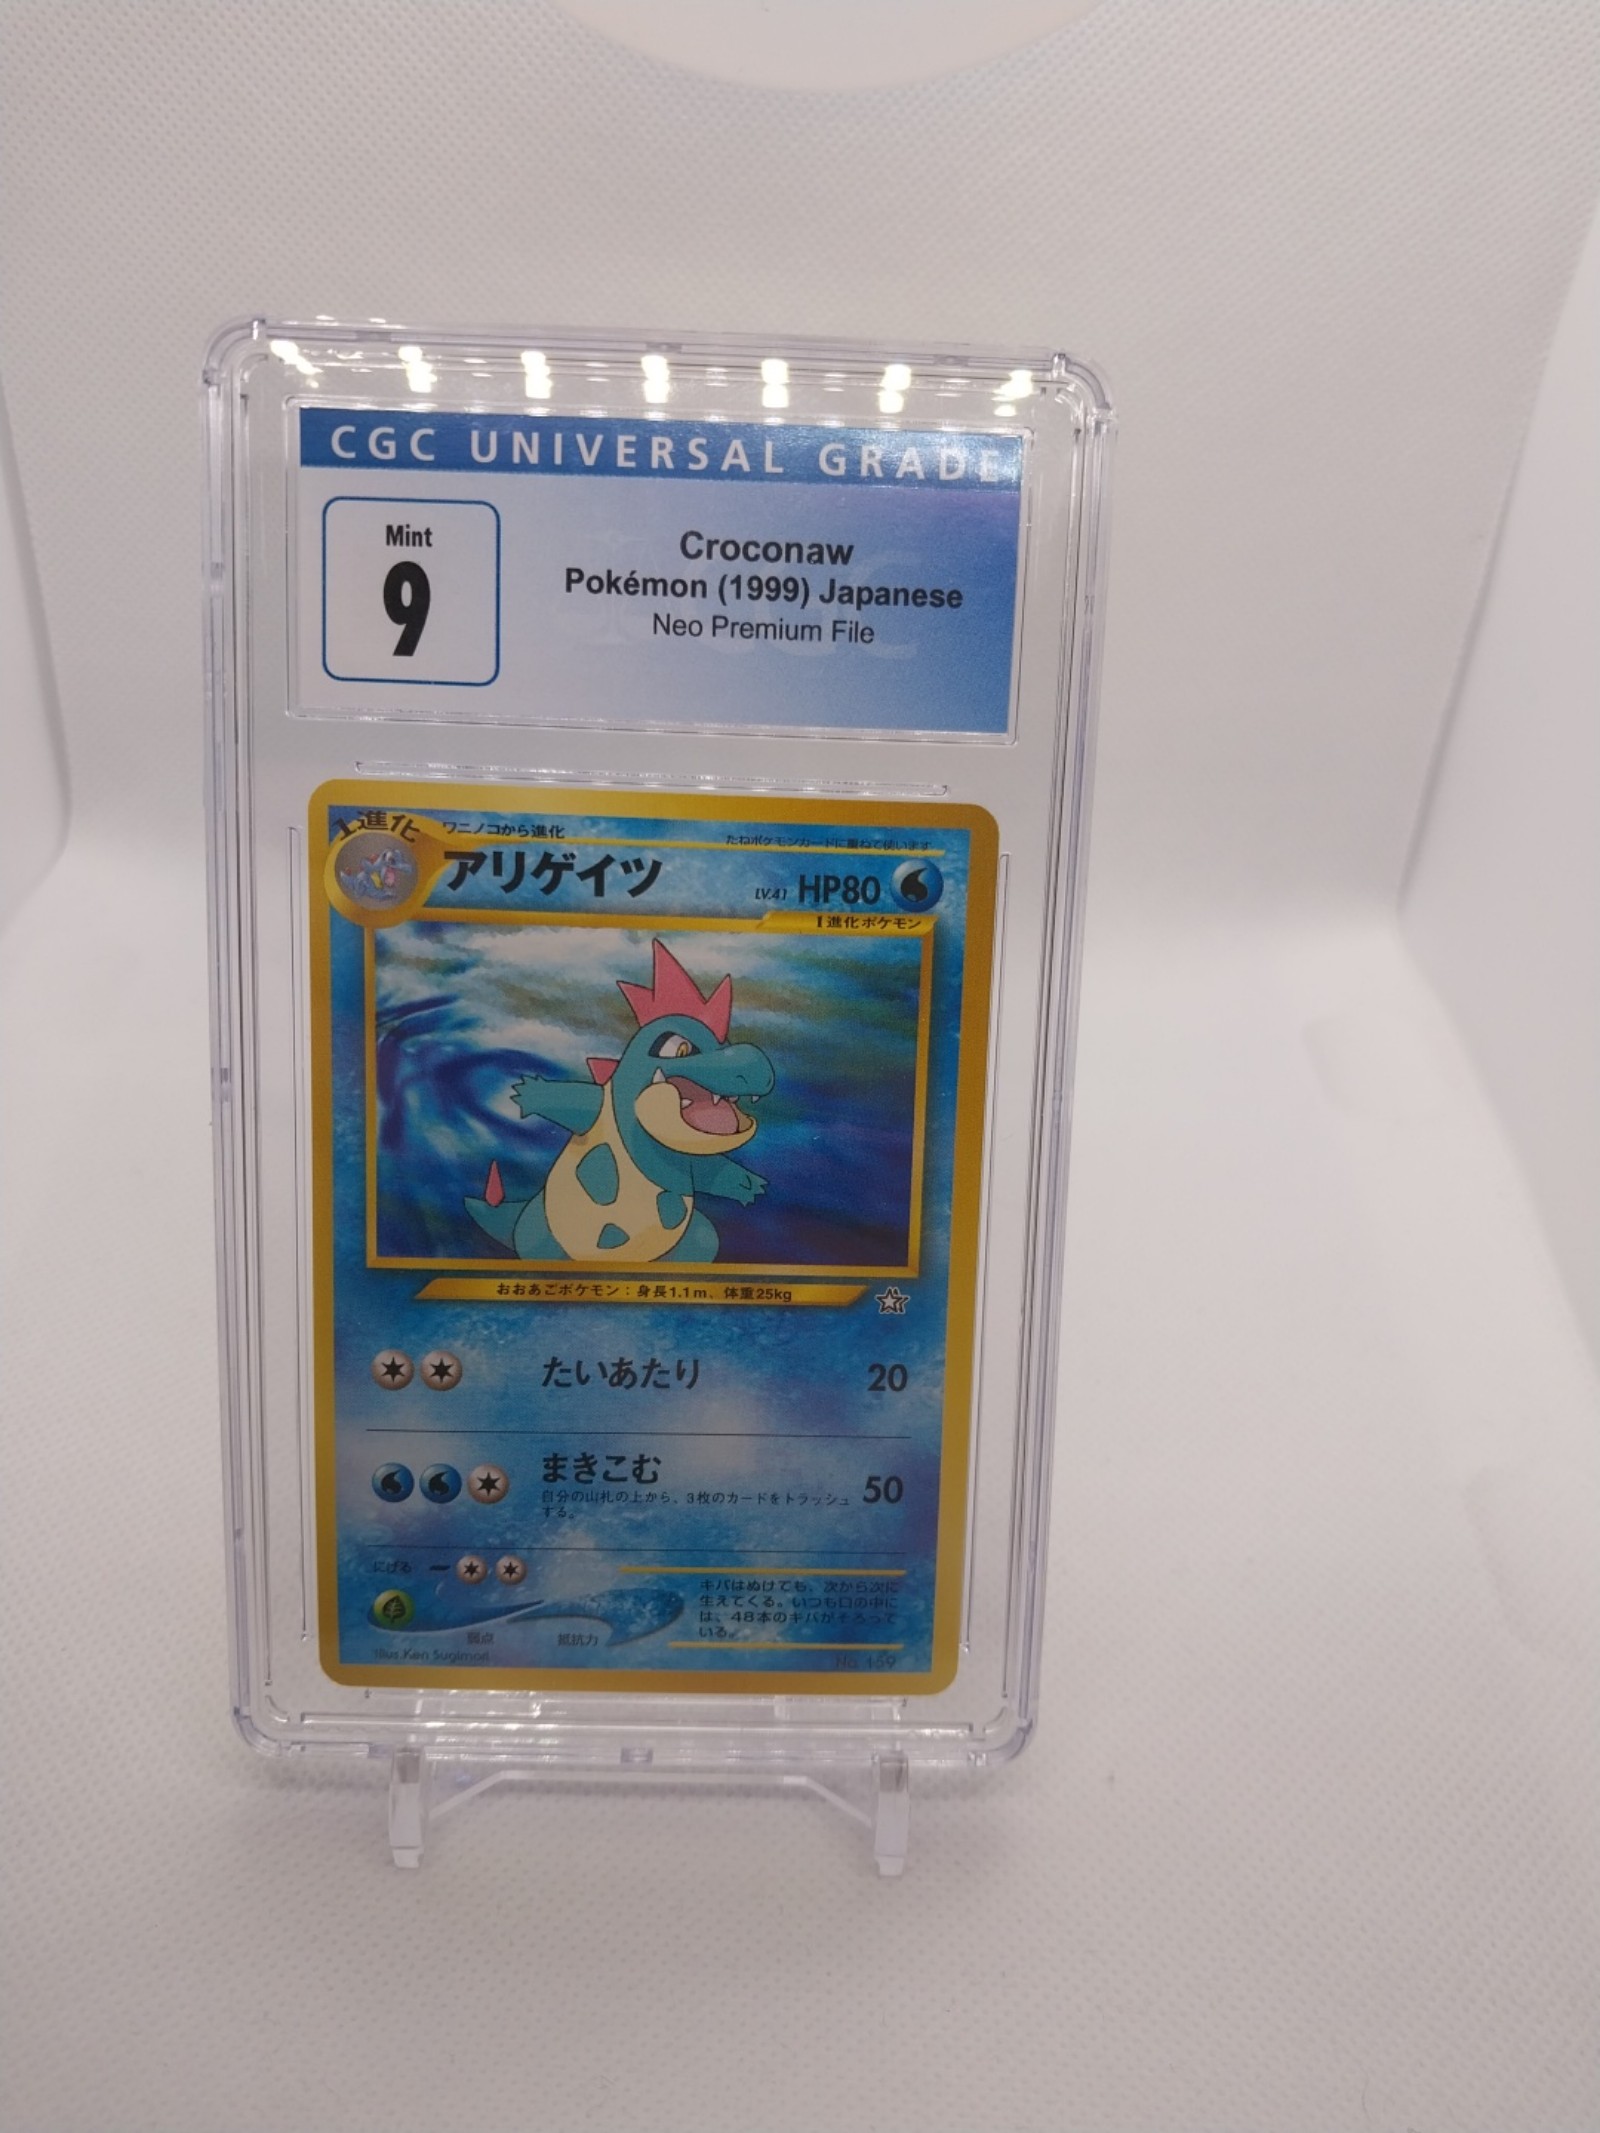 CGC UNIVERSAL GRADE
Mint
9
Croconaw
Pokémon (1999) Japanese
Neo Premium File
1進化
ワニノコから進化
たねポケモンカードに重ねて使います
アリゲイツ
LV.41 HP80
1進化ポケモン
おおあごポケモン:身長1.1m、体重25kg
たいあたり 20
まきこむ 50
自分の山札の上から、3枚のカードをトラッシュ
する。
にげる
キバはぬけても、次から次に
生えてくる。いつも口の中に
は、48本のキバがそろって
いる。
弱点 抵抗力
Illus. Ken Sugimori
No. 159